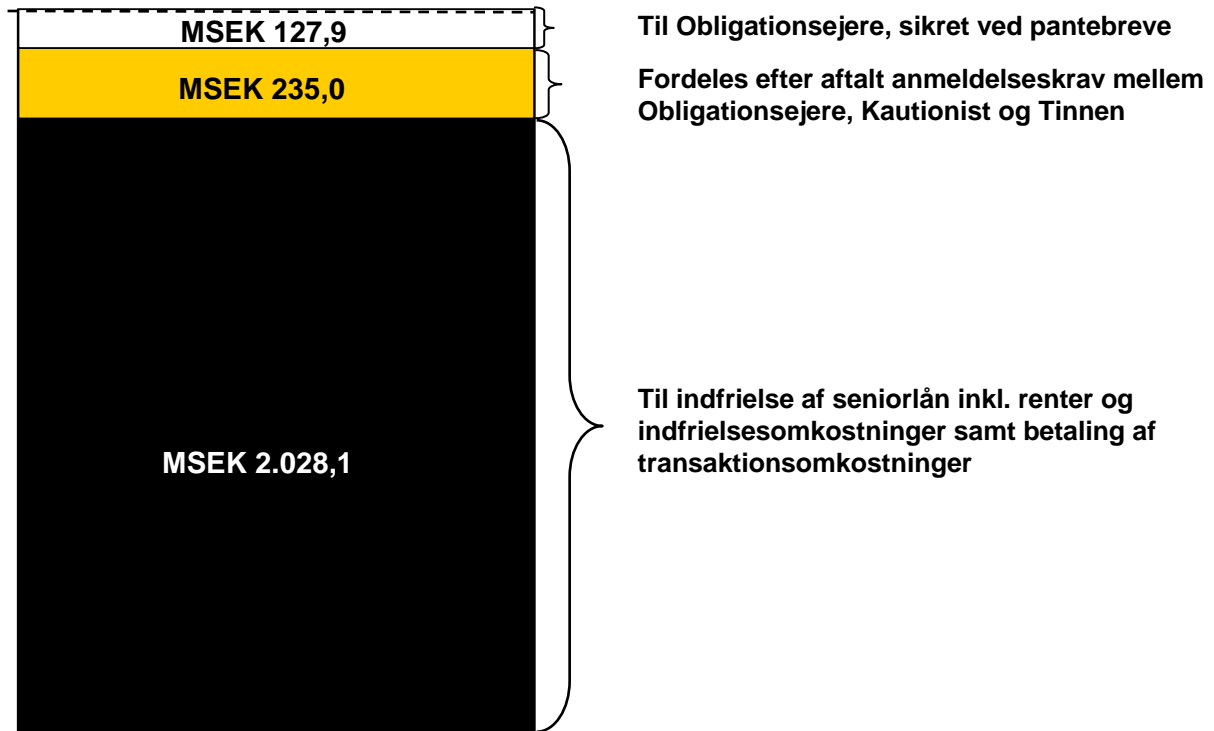 MSEK 127,9
Til Obligationsejere, sikret ved pantebreve
MSEK 235,0
Fordeles efter aftalt anmeldelseskrav mellem
Obligationsejere, Kautionist og Tinnen
MSEK 2.028,1
Til indfrielse af seniorlån inkl. renter og
indfrielsesomkostninger samt betaling af
transaktionsomkostninger